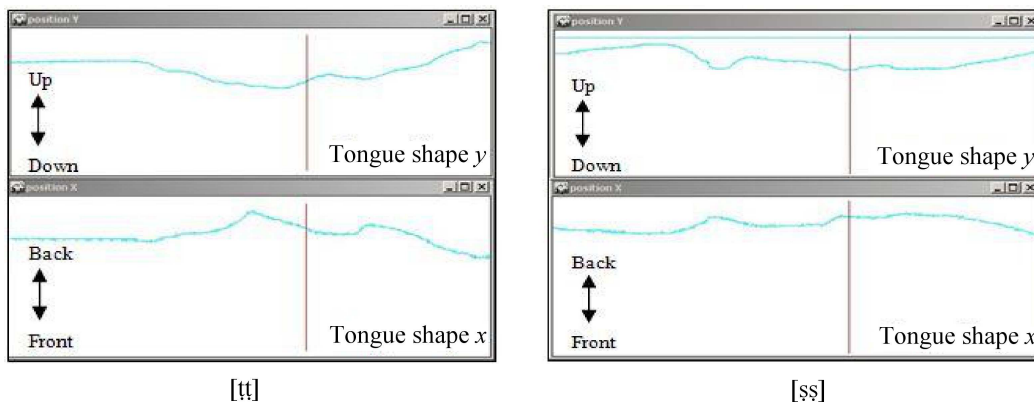 position Y
Up
Down
Tongue shape y
position X
Back
Front
Tongue shape x
[ṭṭ]
position Y
Up
Down
Tongue shape y
position X
Back
Front
Tongue shape x
[ṣṣ]